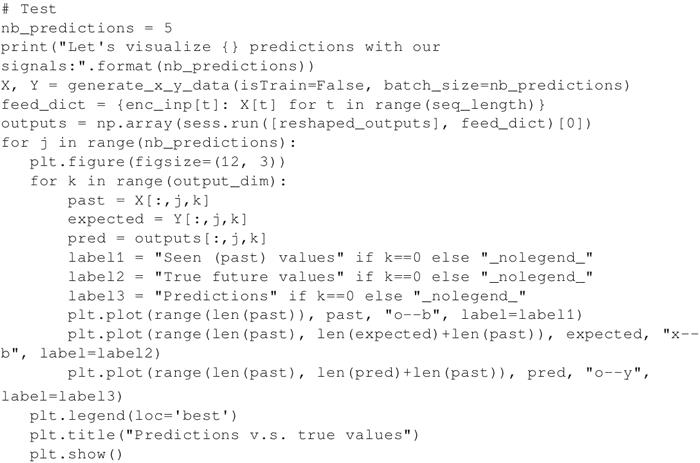 # Test
nb_predictions = 5
print("Let's visualize {} predictions with our
signals:".format(nb_predictions))
X, Y = generate_x_y_data(isTrain=False, batch_size=nb_predictions)
feed_dict = {enc_inp[t]: X[t] for t in range(seq_length)}
outputs = np.array(sess.run([reshaped_outputs], feed_dict)[0])
for j in range(nb_predictions):
    plt.figure(figsize=(12, 3))
    for k in range(output_dim):
        past = X[:,j,k]
        expected = Y[:,j,k]
        pred = outputs[:,j,k]
        label1 = "Seen (past) values" if k==0 else "_nolegend_"
        label2 = "True future values" if k==0 else "_nolegend_"
        label3 = "Predictions" if k==0 else "_nolegend_"
        plt.plot(range(len(past)), past, "o--b", label=label1)
        plt.plot(range(len(past), len(expected)+len(past)), expected, "x--
b", label=label2)
        plt.plot(range(len(past), len(pred)+len(past)), pred, "o--y",
label=label3)
    plt.legend(loc='best')
    plt.title("Predictions v.s. true values")
    plt.show()